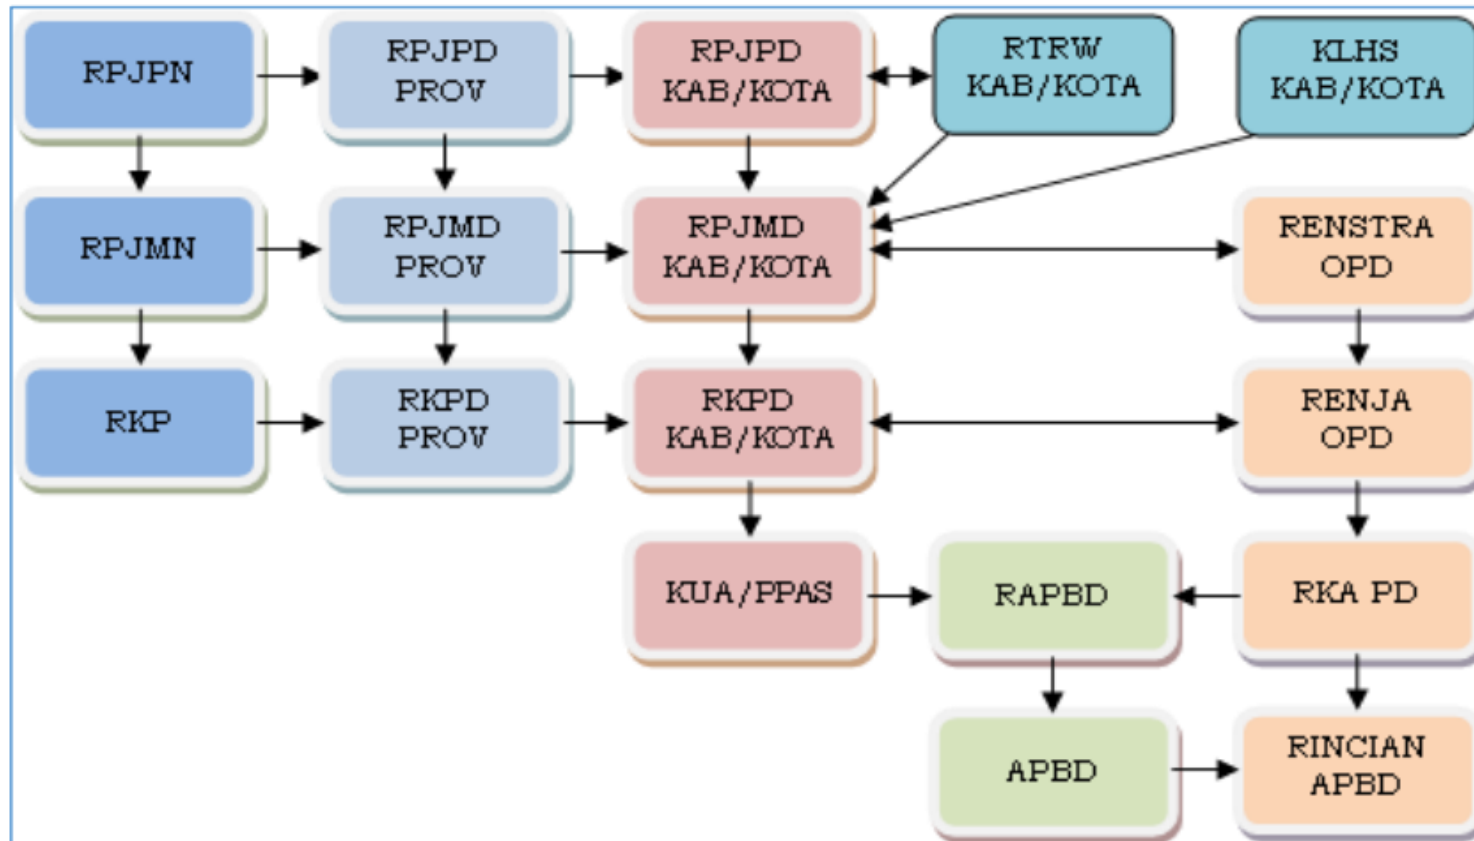 RPJPN
RPJPD
PROV
RPJPD
KAB/KOTA
RTRW
KAB/KOTA
KLHS
KAB/KOTA
RPJMN
RPJMD
PROV
RPJMD
KAB/KOTA
RENSTRA
OPD
RKP
RKPD
PROV
RKPD
KAB/KOTA
RENJA
OPD
KUA/PPAS
RAPBD
RKA PD
APBD
RINCIAN
APBD